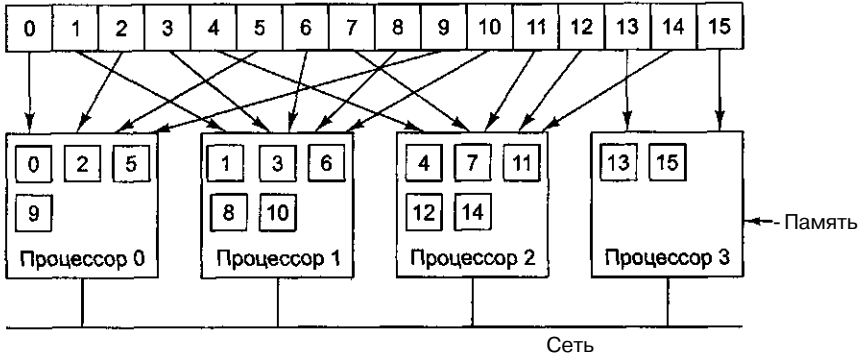 0 1 2 3 4 5 6 7 8 9 10 11 12 13 14 15
0 2 5 1 3 6 4 7 11 13 15
9 8 10 12 14
Память
Процессор 0 Процессор 1 Процессор 2 Процессор 3
Сеть